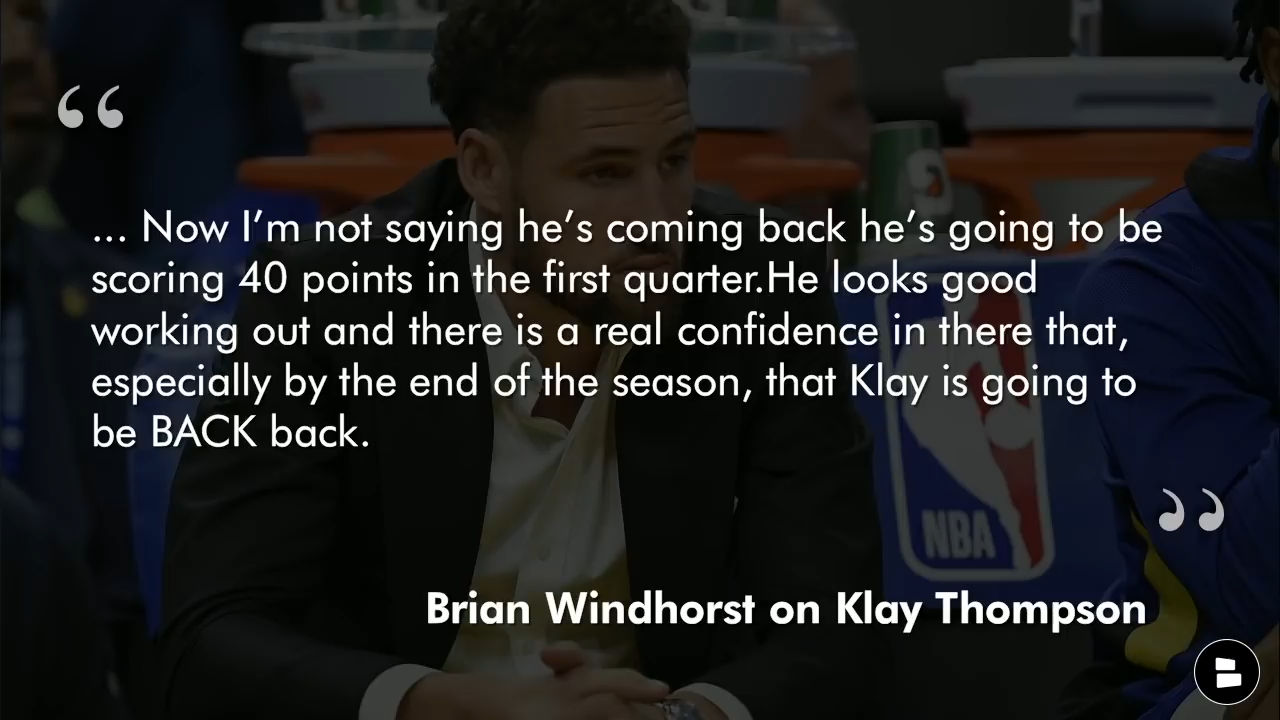 “
... Now I’m not saying he’s coming back he’s going to be
scoring 40 points in the first quarter.He looks good
working out and there is a real confidence in there that,
especially by the end of the season, that Klay is going to
be BACK back.
”
NBA
Brian Windhorst on Klay Thompson